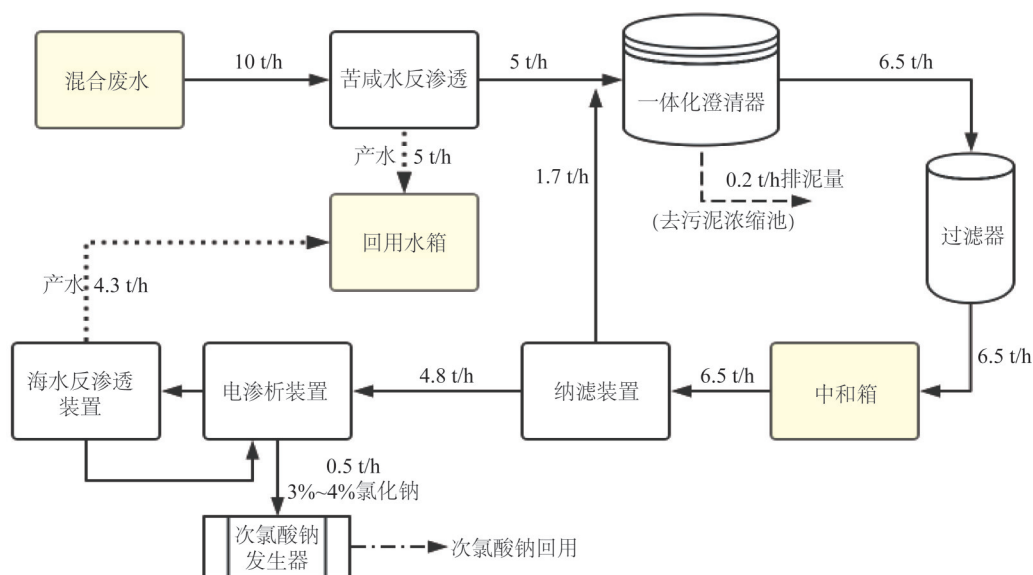 混合废水
10 t/h
苦咸水反渗透
5 t/h
一体化澄清器
6.5 t/h
产水
5 t/h
1.7 t/h
0.2 t/h排泥量
(去污泥浓缩池)
过滤器
回用水箱
产水 4.3 t/h
6.5 t/h
海水反渗透
装置
电渗析装置
4.8 t/h
纳滤装置
6.5 t/h
中和箱
0.5 t/h
3%~4%氯化钠
次氯酸钠
发生器
次氯酸钠回用